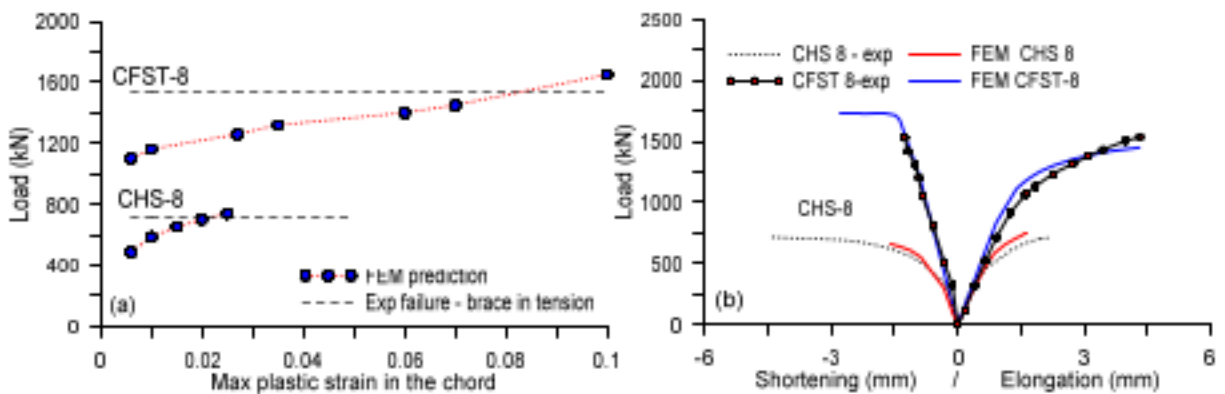 2000
1600
1200
800
400
0
Load (kN)
CFST-8
CHS-8
FEM prediction
Exp failure - brace in tension
(a)
0 0.02 0.04 0.06 0.08 0.1
Max plastic strain in the chord
2500
2000
1500
1000
500
0
Load (kN)
CHS 8 - exp FEM CHS 8
CFST 8-exp FEM CFST-8
CHS-8
(b)
-6 -3 0 3 6
Shortening (mm) / Elongation (mm)